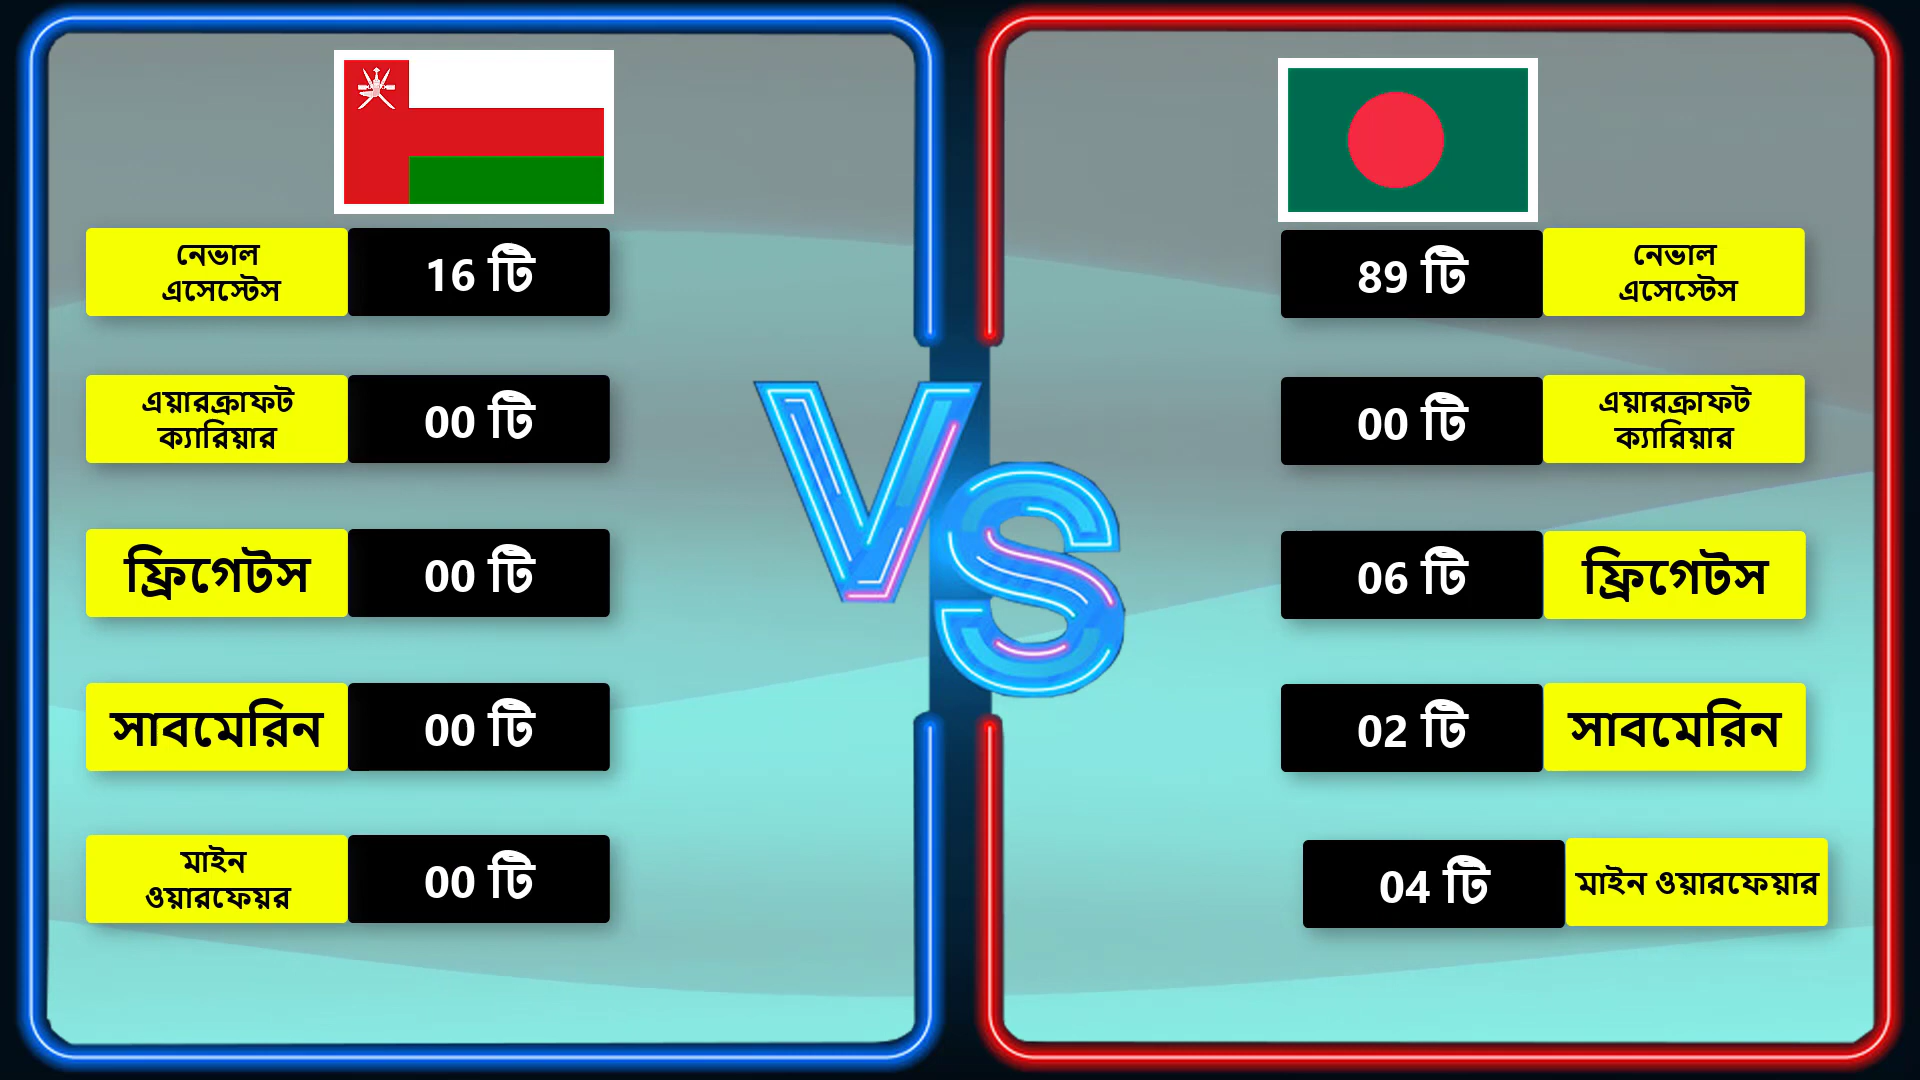 নেভাল
এসেস্টেস
16 টি
এয়ারক্রাফট
ক্যারিয়ার
00 টি
ফ্রিগেটস
00 টি
সাবমেরিন
00 টি
মাইন
ওয়ারফেয়র
00 টি
VS
89 টি
নেভাল
এসেস্টেস
00 টি
এয়ারক্রাফট
ক্যারিয়ার
06 টি
ফ্রিগেটস
02 টি
সাবমেরিন
04 টি
মাইন ওয়ারফেয়ার